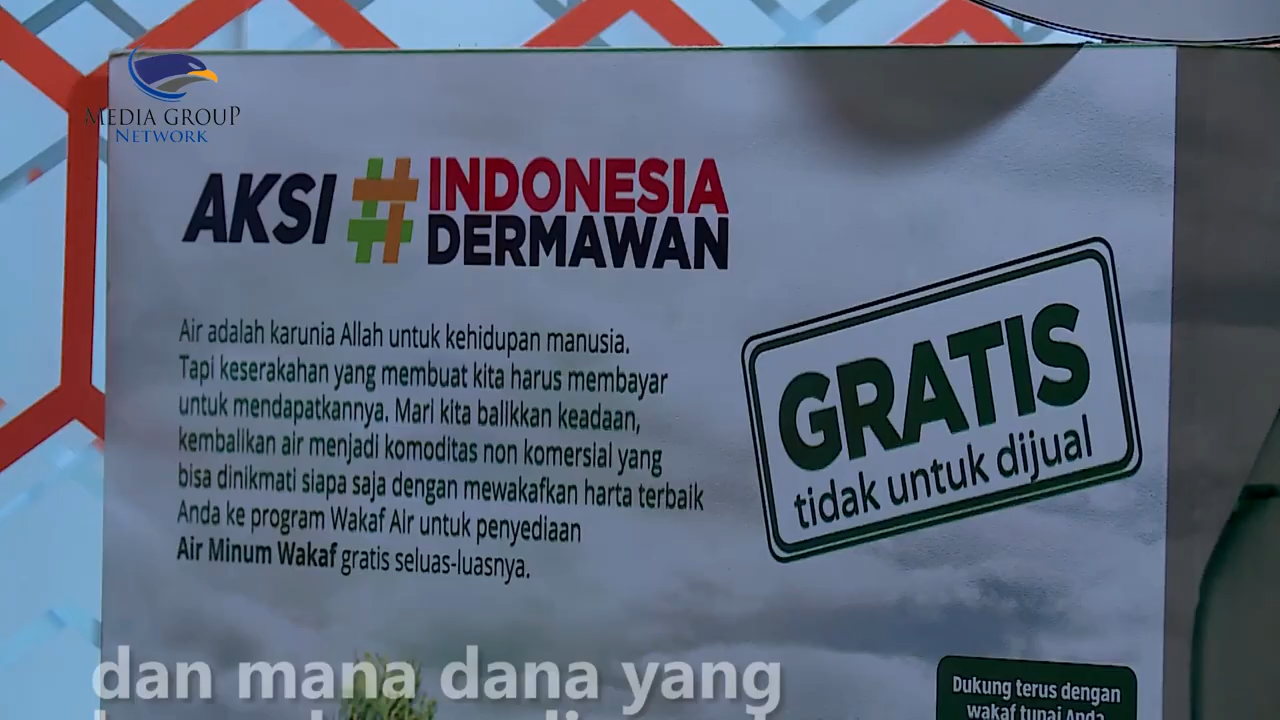 MEDIA GROUP
NETWORK
AKSI # INDONESIA
DERMAWAN
Air adalah karunia Allah untuk kehidupan manusia.
Tapi keserakahan yang membuat kita harus membayar
untuk mendapatkannya. Mari kita balikkan keadaan,
kembalikan air menjadi komoditas non komersial yang
bisa dinikmati siapa saja dengan mewakafkan harta terbaik
Anda ke program Wakaf Air untuk penyediaan
Air Minum Wakaf gratis seluas-luasnya.
GRATIS
tidak untuk dijual
dan mana dana yang
Dukung terus dengan
wakaf tunai Anda